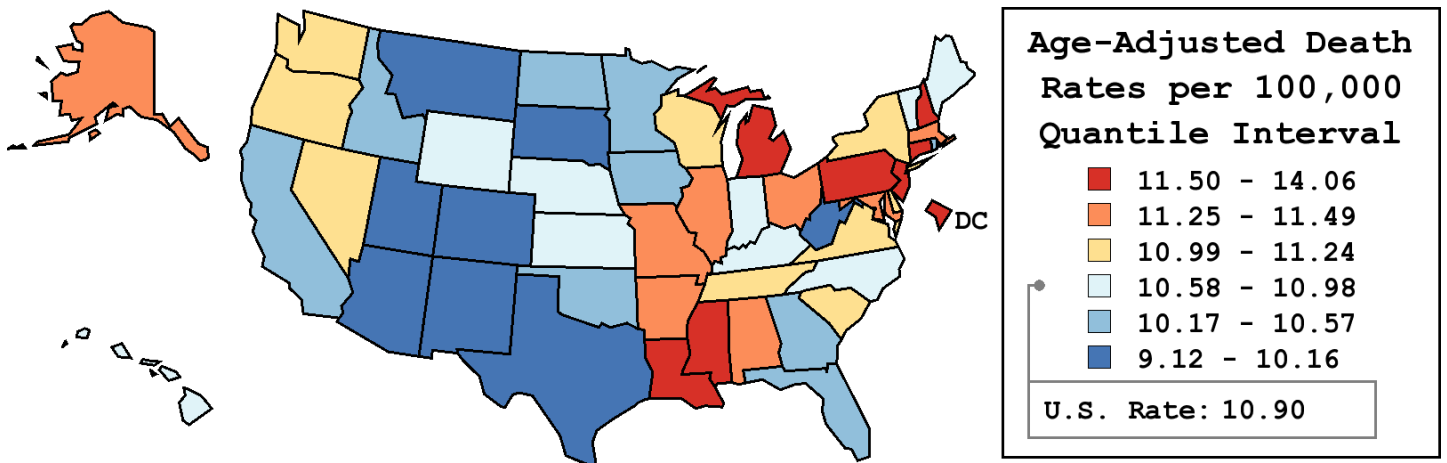 Age-Adjusted Death
Rates per 100,000
Quantile Interval
11.50 - 14.06
11.25 - 11.49
10.99 - 11.24
10.58 - 10.98
10.17 - 10.57
9.12 - 10.16
U.S. Rate: 10.90
DC